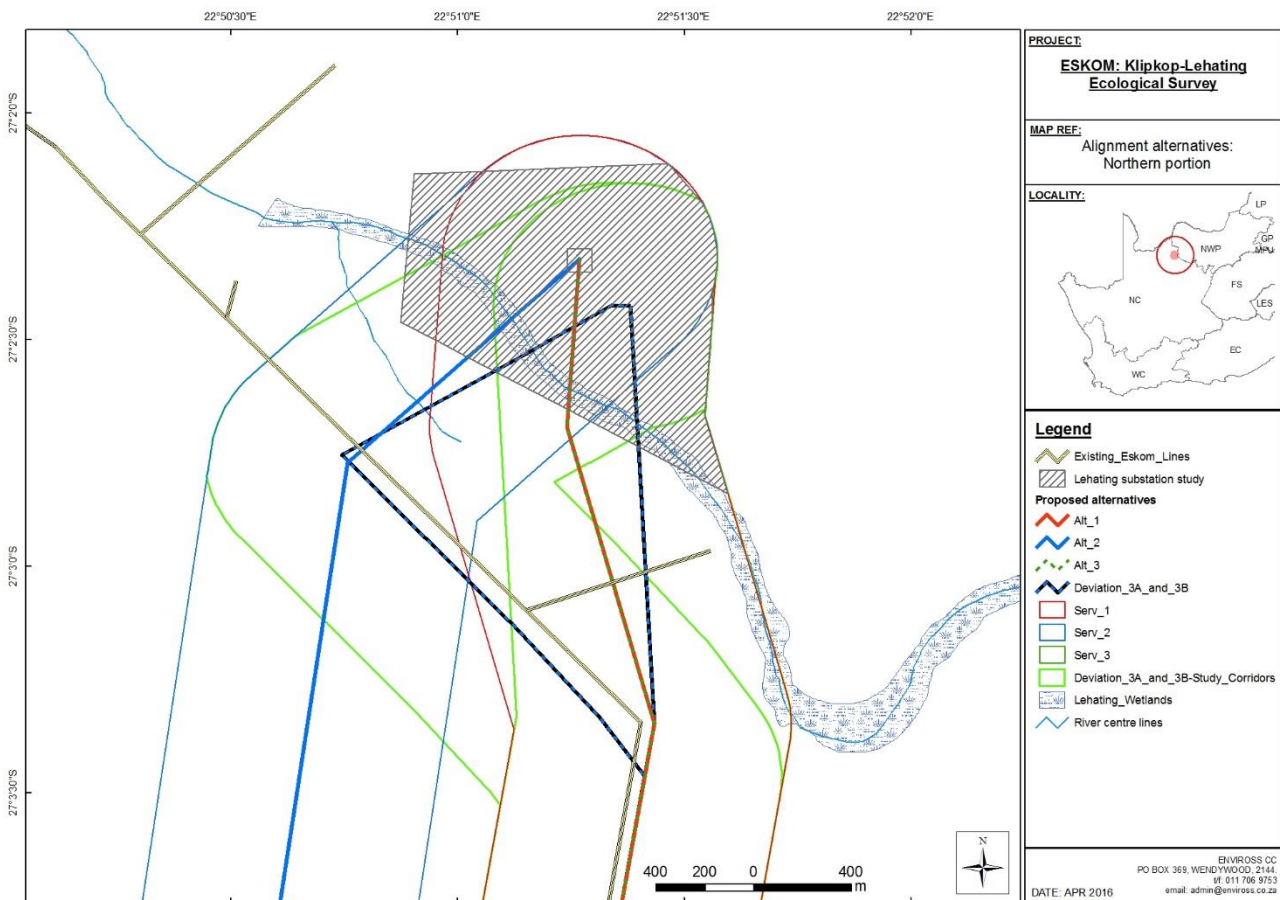 22°50'30"E
22°51'0"E
22°51'30"E
22°52'0"E
27°2'0"S
27°2'30"S
27°3'0"S
27°3'30"S
400 200 0 400
m
N
PROJECT:
ESKOM: Klipkop-Lehating
Ecological Survey
MAP REF:
Alignment alternatives:
Northern portion
LOCALITY:
LP
NWP
GP
MPU
FS
NC
LES
EC
WC
Legend
Existing_Eskom_Lines
Lehating substation study
Proposed alternatives
Alt_1
Alt_2
Alt_3
Deviation_3A_and_3B
Serv_1
Serv_2
Serv_3
Deviation_3A_and_3B-Study_Corridors
Lehating_Wetlands
River centre lines
ENVIROSS CC
PO BOX 369, WENDYWOOD, 2144.
t/f: 011 706 9753
DATE: APR 2016
email: admin@enviross.co.za